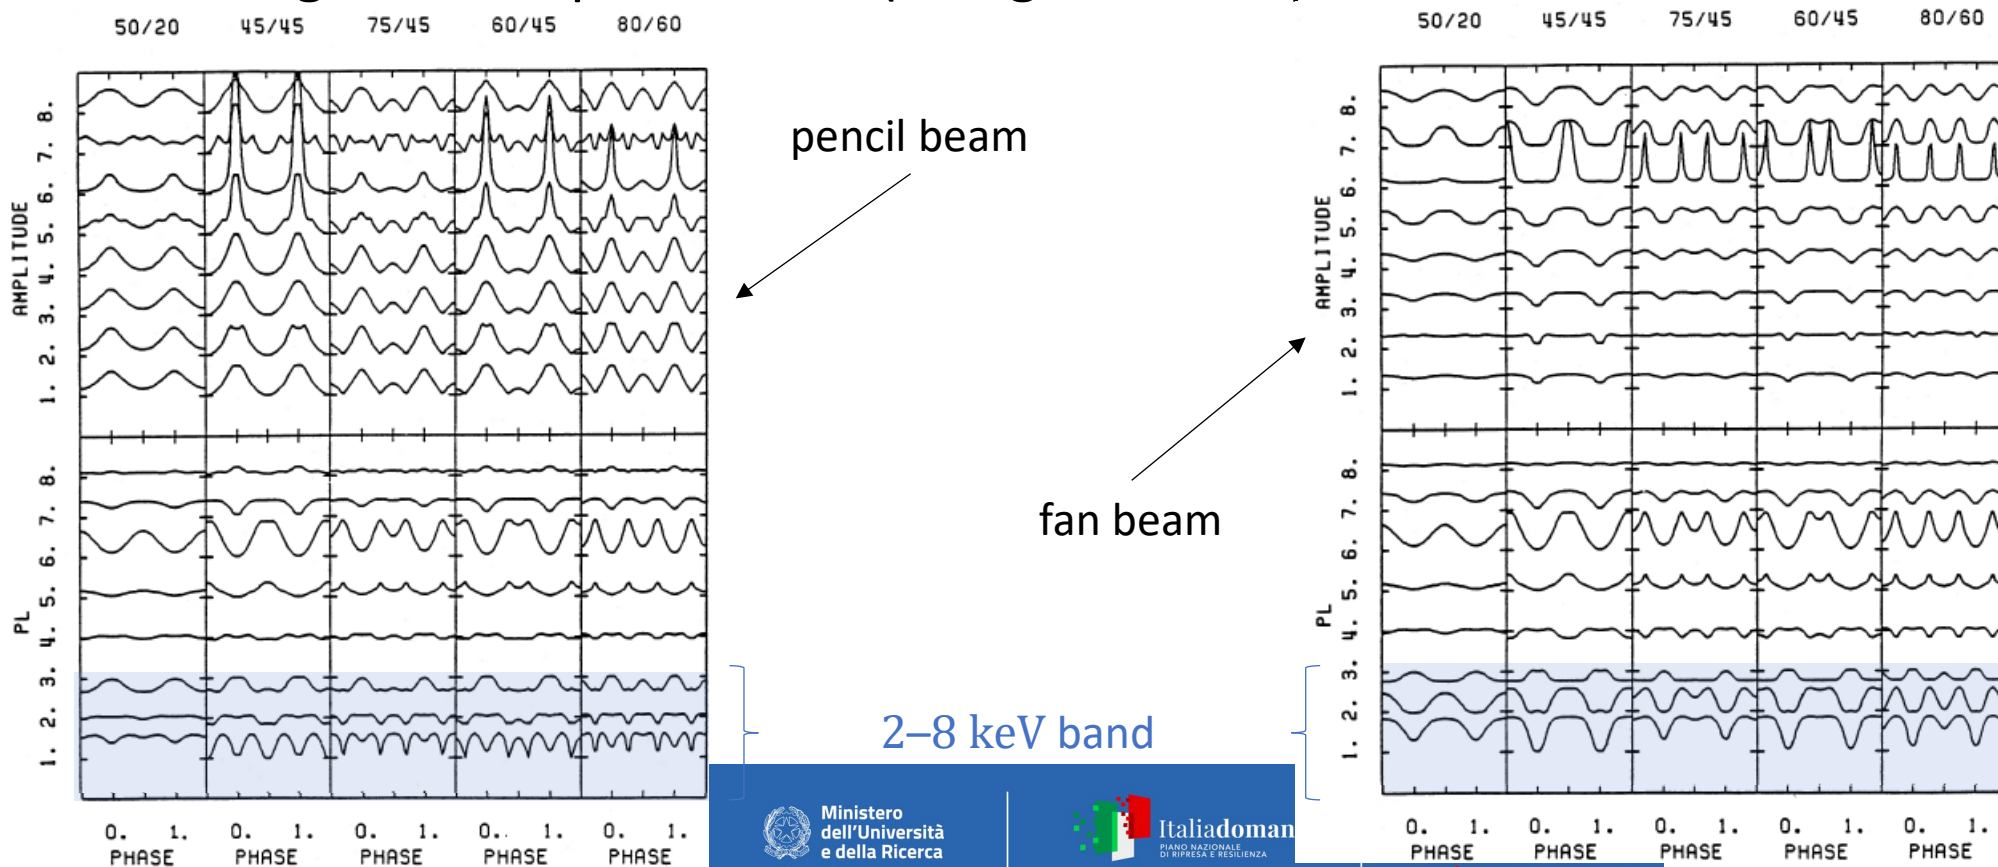 50/20 45/45 75/45 60/45 80/60
AMPLITUDE
8.
7.
6.
5.
4.
3.
2.
1.
PL
8.
7.
6.
5.
4.
3.
2.
1.
0. 1. 0. 1. 0. 1. 0. 1. 0. 1.
PHASE PHASE PHASE PHASE PHASE
pencil beam
fan beam
2–8 keV band
50/20 45/45 75/45 60/45 80/60
AMPLITUDE
8.
7.
6.
5.
4.
3.
2.
1.
PL
8.
7.
6.
5.
4.
3.
2.
1.
0. 1. 0. 1. 0. 1. 0. 1. 0. 1.
PHASE PHASE PHASE PHASE PHASE
Ministero
dell'Università
e della Ricerca
Italiadoman
PIANO NAZIONALE
DI RIPRESA E RESILIENZA